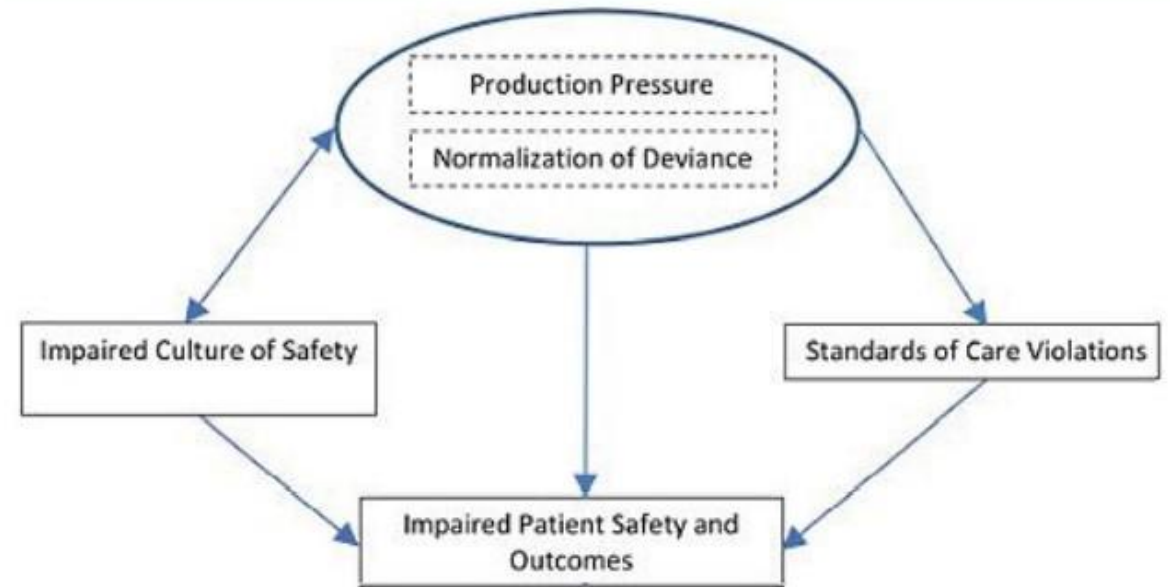 Production Pressure
Normalization of Deviance
Impaired Culture of Safety
Standards of Care Violations
Impaired Patient Safety and
Outcomes